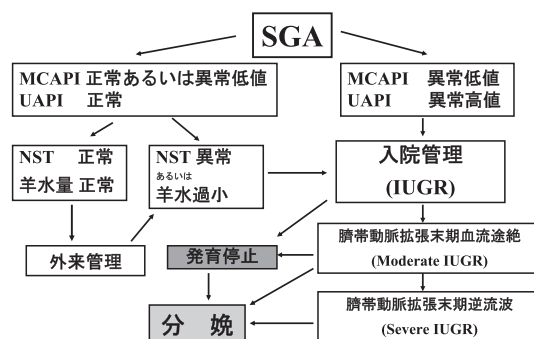 SGA
MCAPI 正常あるいは異常低値
UAPI 正常
MCAPI 異常低値
UAPI 異常高値
NST 正常
羊水量 正常
NST 異常
あるいは
羊水過小
入院管理
(IUGR)
外来管理
発育停止
臍帯動脈拡張末期血流途絶
(Moderate IUGR)
分 娩
臍帯動脈拡張末期逆流波
(Severe IUGR)